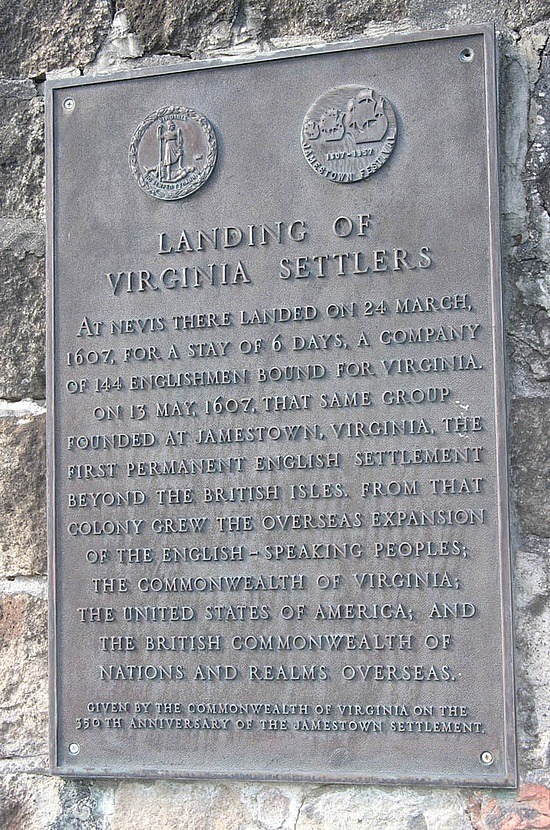 VIRGINIA
1607-1957
JAMESTOWN FESTIVAL
LANDING OF
VIRGINIA SETTLERS
AT NEVIS THERE LANDED ON 24 MARCH,
1607, FOR A STAY OF 6 DAYS, A COMPANY
OF 144 ENGLISHMEN BOUND FOR VIRGINIA.
ON 13 MAY, 1607, THAT SAME GROUP
FOUNDED AT JAMESTOWN, VIRGINIA, THE
FIRST PERMANENT ENGLISH SETTLEMENT
BEYOND THE BRITISH ISLES. FROM THAT
COLONY GREW THE OVERSEAS EXPANSION
OF THE ENGLISH-SPEAKING PEOPLES;
THE COMMONWEALTH OF VIRGINIA;
THE UNITED STATES OF AMERICA; AND
THE BRITISH COMMONWEALTH OF
NATIONS AND REALMS OVERSEAS.
GIVEN BY THE COMMONWEALTH OF VIRGINIA ON THE
350TH ANNIVERSARY OF THE JAMESTOWN SETTLEMENT.